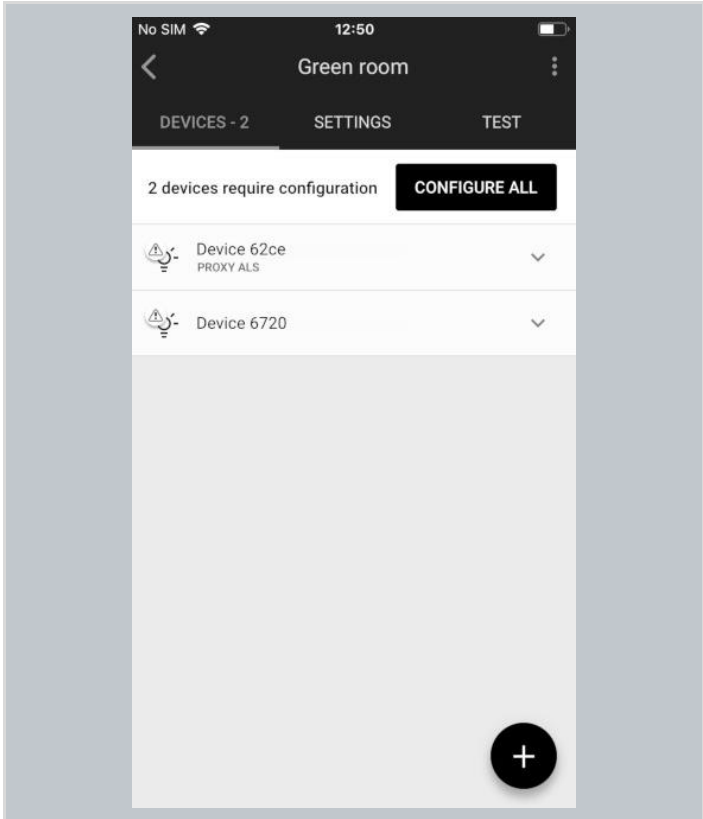 No SIM 12:50
Green room
DEVICES - 2 SETTINGS TEST
2 devices require configuration CONFIGURE ALL
Device 62ce
PROXY ALS
Device 6720